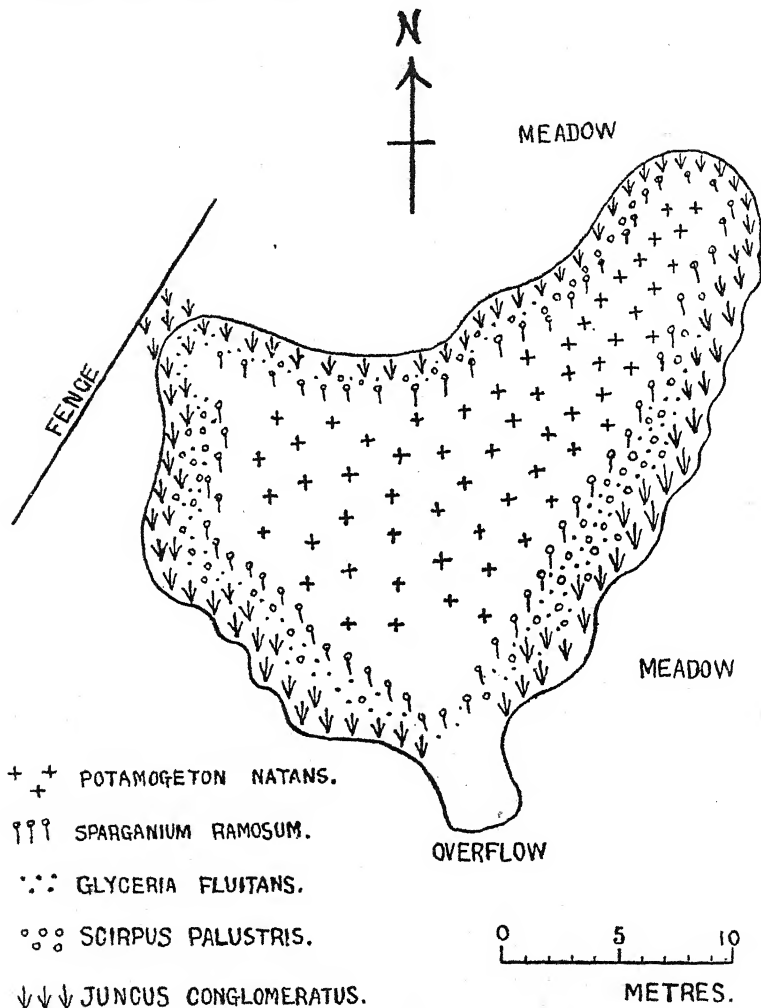 N
MEADOW
FENCE
MEADOW
POTAMOGETON NATANS.
SPARGANIUM RAMOSUM.
OVERFLOW
GLYCERIA FLUITANS.
SCIRPUS PALUSTRIS.
0 5 10
JUNCUS CONGLOMERATUS.
METRES.